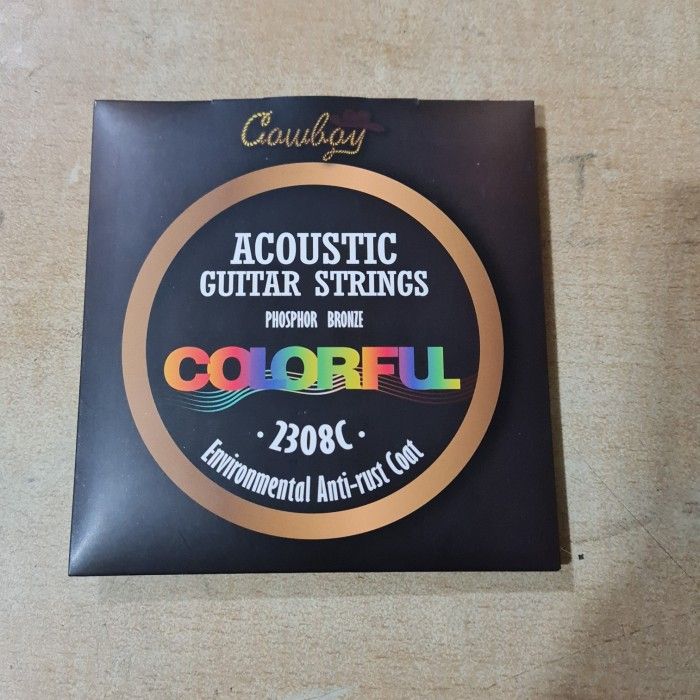 Cowboy
ACOUSTIC
GUITAR STRINGS
PHOSPHOR BRONZE
COLORFUL
· 2308C ·
Environmental Anti-rust Coat